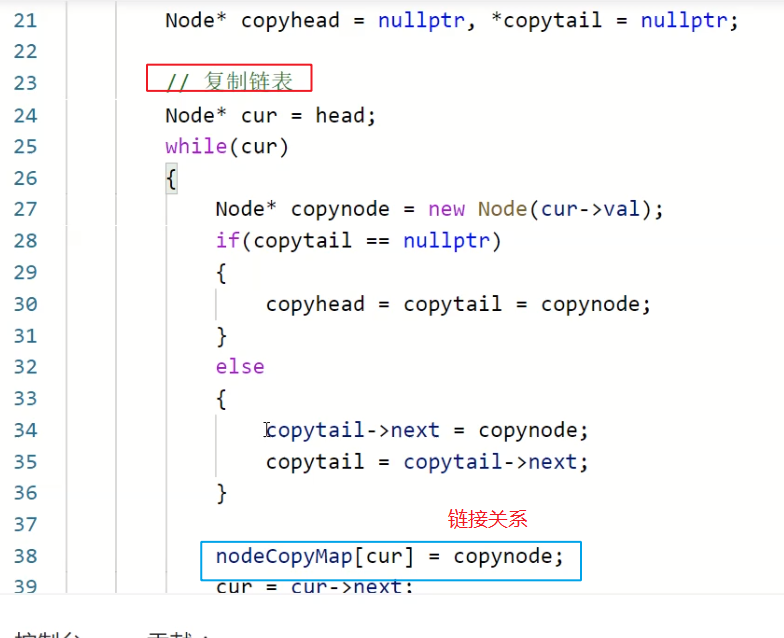 21 Node* copyhead = nullptr, *copytail = nullptr;
22
23 // 复制链表
24 Node* cur = head;
25 while(cur)
26 {
27 Node* copynode = new Node(cur->val);
28 if(copytail == nullptr)
29 {
30 copyhead = copytail = copynode;
31 }
32 else
33 {
34 copytail->next = copynode;
35 copytail = copytail->next;
36 }
37
链接关系
38 nodeCopyMap[cur] = copynode;
39 cur = cur->next;